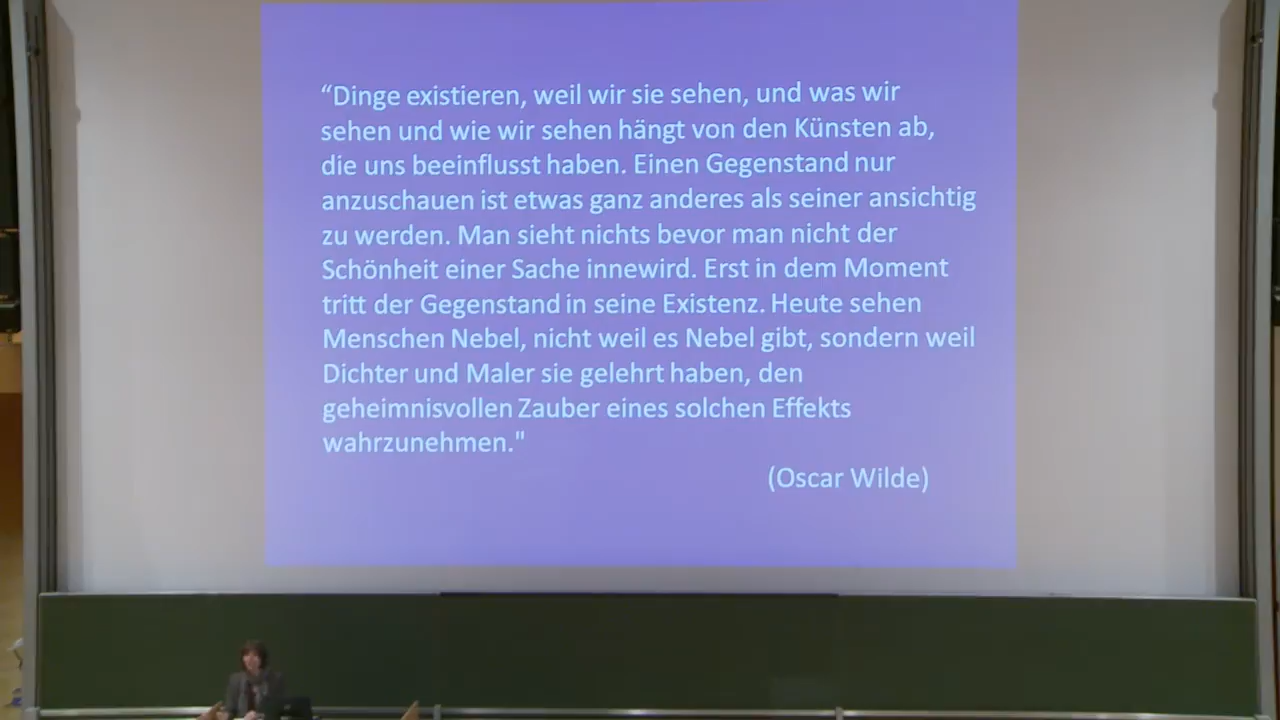 “Dinge existieren, weil wir sie sehen, und was wir
sehen und wie wir sehen hängt von den Künsten ab,
die uns beeinflusst haben. Einen Gegenstand nur
anzuschauen ist etwas ganz anderes als seiner ansichtig
zu werden. Man sieht nichts bevor man nicht der
Schönheit einer Sache innewird. Erst in dem Moment
tritt der Gegenstand in seine Existenz. Heute sehen
Menschen Nebel, nicht weil es Nebel gibt, sondern weil
Dichter und Maler sie gelehrt haben, den
geheimnisvollen Zauber eines solchen Effekts
wahrzunehmen."
(Oscar Wilde)